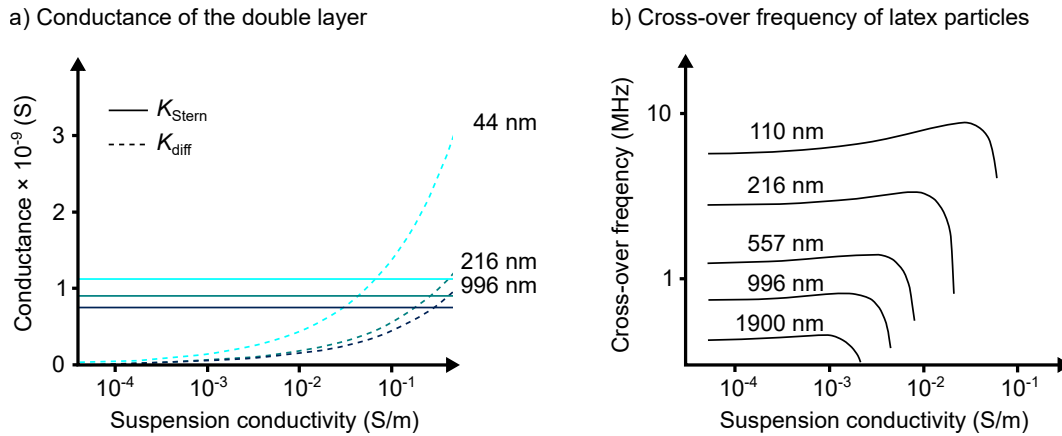 a) Conductance of the double layer
Conductance × 10⁻⁹ (S)
3
2
1
0
K_Stern
K_diff
44 nm
216 nm
996 nm
10⁻⁴
10⁻³
10⁻²
10⁻¹
Suspension conductivity (S/m)
b) Cross-over frequency of latex particles
Cross-over freqency (MHz)
10
1
110 nm
216 nm
557 nm
996 nm
1900 nm
10⁻⁴
10⁻³
10⁻²
10⁻¹
Suspension conductivity (S/m)